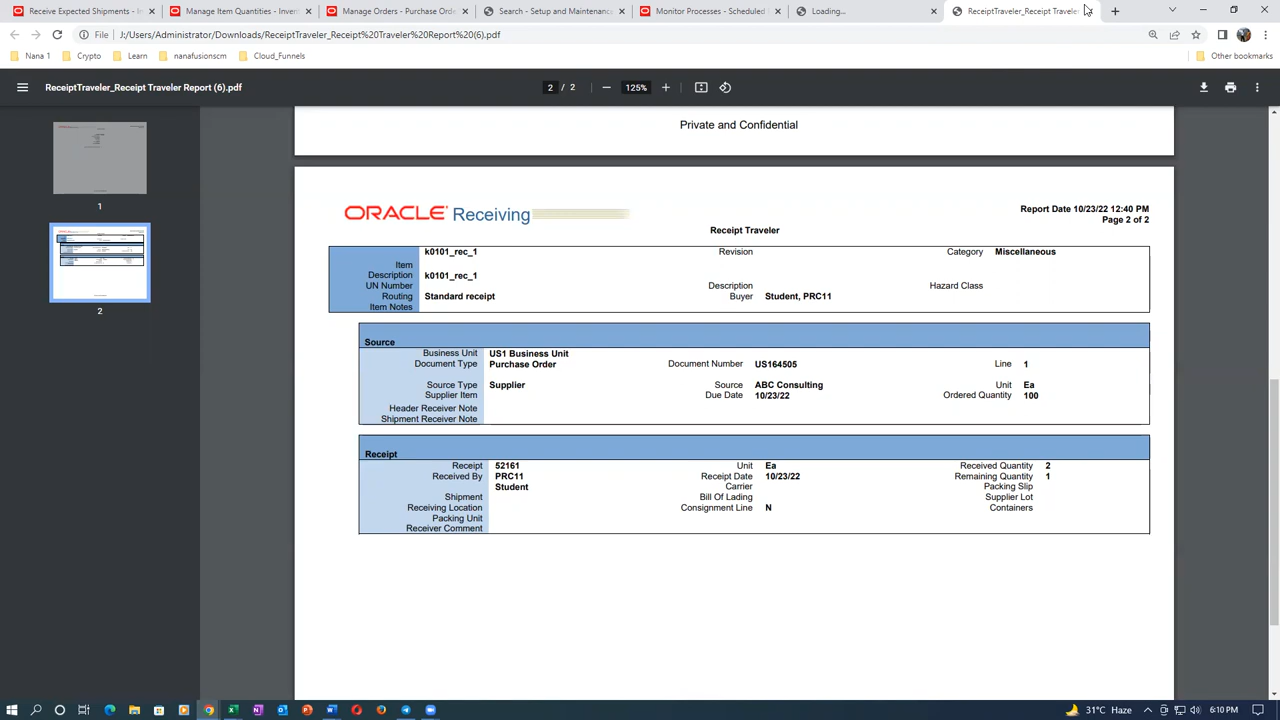 Receive Expected Shipments - In
Manage Item Quantities - Inven
Manage Orders - Purchase Orde
Search - Setup and Maintenance
Monitor Processes - Scheduled
Loading...
ReceiptTraveler_Receipt Traveler
File J:/Users/Administrator/Downloads/ReceiptTraveler_Receipt%20Traveler%20Report%20(6).pdf
Nana 1 Crypto Learn nanafusionscm Cloud_Funnels Other bookmarks
ReceiptTraveler_Receipt Traveler Report (6).pdf 2 / 2 125%
1
2
Private and Confidential
ORACLE Receiving
Report Date 10/23/22 12:40 PM
Page 2 of 2
Receipt Traveler
k0101_rec_1 Revision Category Miscellaneous
Item
Description k0101_rec_1
UN Number Description Hazard Class
Routing Standard receipt Buyer Student, PRC11
Item Notes
Source
Business Unit US1 Business Unit
Document Type Purchase Order Document Number US164505 Line 1
Source Type Supplier Source ABC Consulting Unit Ea
Supplier Item Due Date 10/23/22 Ordered Quantity 100
Header Receiver Note
Shipment Receiver Note
Receipt
Receipt 52161 Unit Ea Received Quantity 2
Received By PRC11 Receipt Date 10/23/22 Remaining Quantity 1
Student Carrier Packing Slip
Shipment Bill Of Lading Supplier Lot
Receiving Location Consignment Line N Containers
Packing Unit
Receiver Comment
31°C Haze 6:10 PM